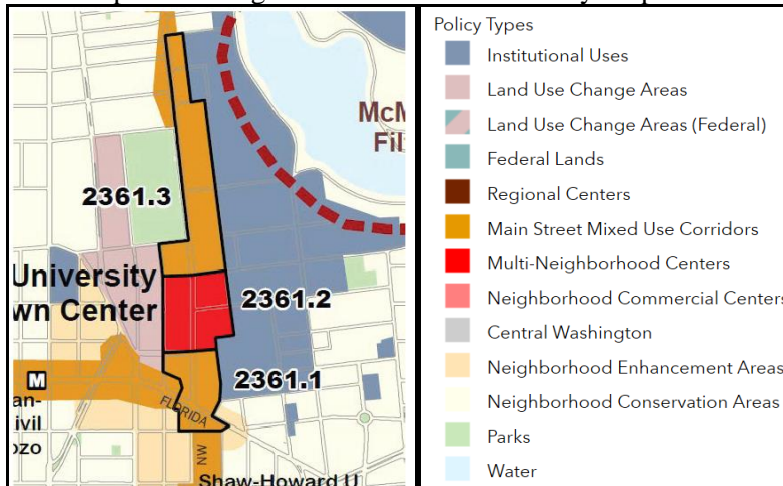 McM
Fil
2361.3
University
wn Center
2361.2
M
2361.1
an-
ivil
ozo
FLORIDA
NW
Shaw-Howard U
Policy Types
Institutional Uses
Land Use Change Areas
Land Use Change Areas (Federal)
Federal Lands
Regional Centers
Main Street Mixed Use Corridors
Multi-Neighborhood Centers
Neighborhood Commercial Centers
Central Washington
Neighborhood Enhancement Areas
Neighborhood Conservation Areas
Parks
Water